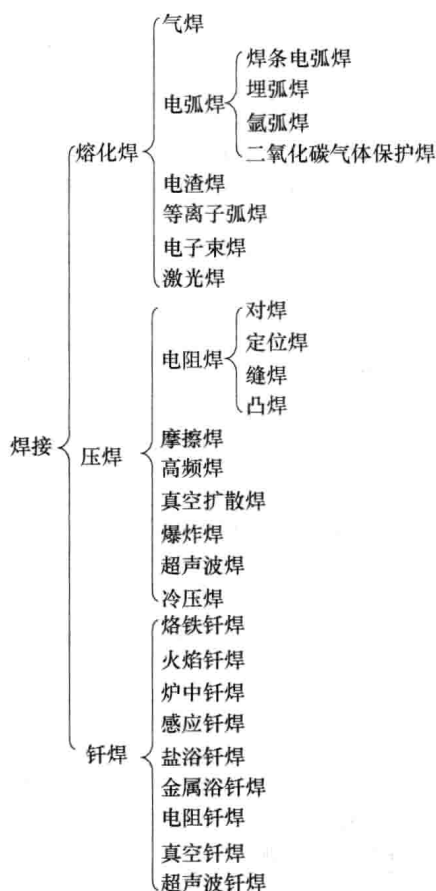 气焊
焊条电弧焊
电弧焊
埋弧焊
氩弧焊
二氧化碳气体保护焊
熔化焊
电渣焊
等离子弧焊
电子束焊
激光焊
对焊
定位焊
电阻焊
缝焊
凸焊
焊接
压焊
摩擦焊
高频焊
真空扩散焊
爆炸焊
超声波焊
冷压焊
烙铁钎焊
火焰钎焊
炉中钎焊
感应钎焊
钎焊
盐浴钎焊
金属浴钎焊
电阻钎焊
真空钎焊
超声波钎焊